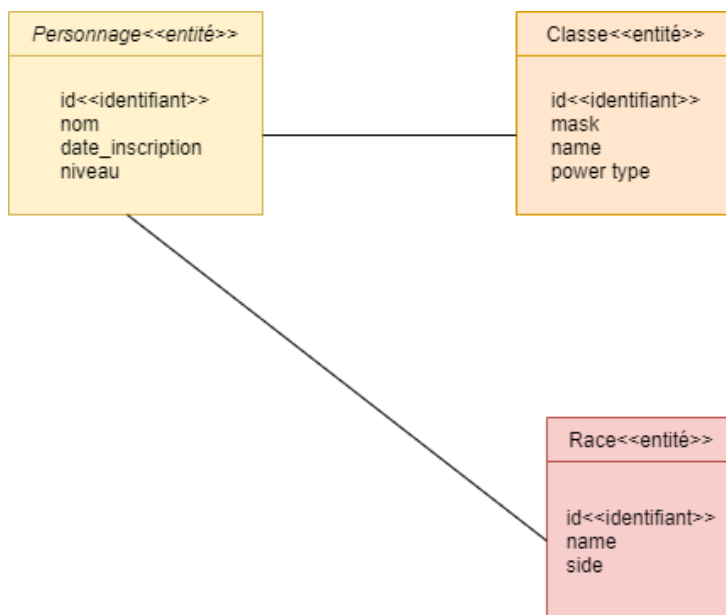 Personnage<<entité>>
id<<identifiant>>
nom
date_inscription
niveau
Classe<<entité>>
id<<identifiant>>
mask
name
power type
Race<<entité>>
id<<identifiant>>
name
side